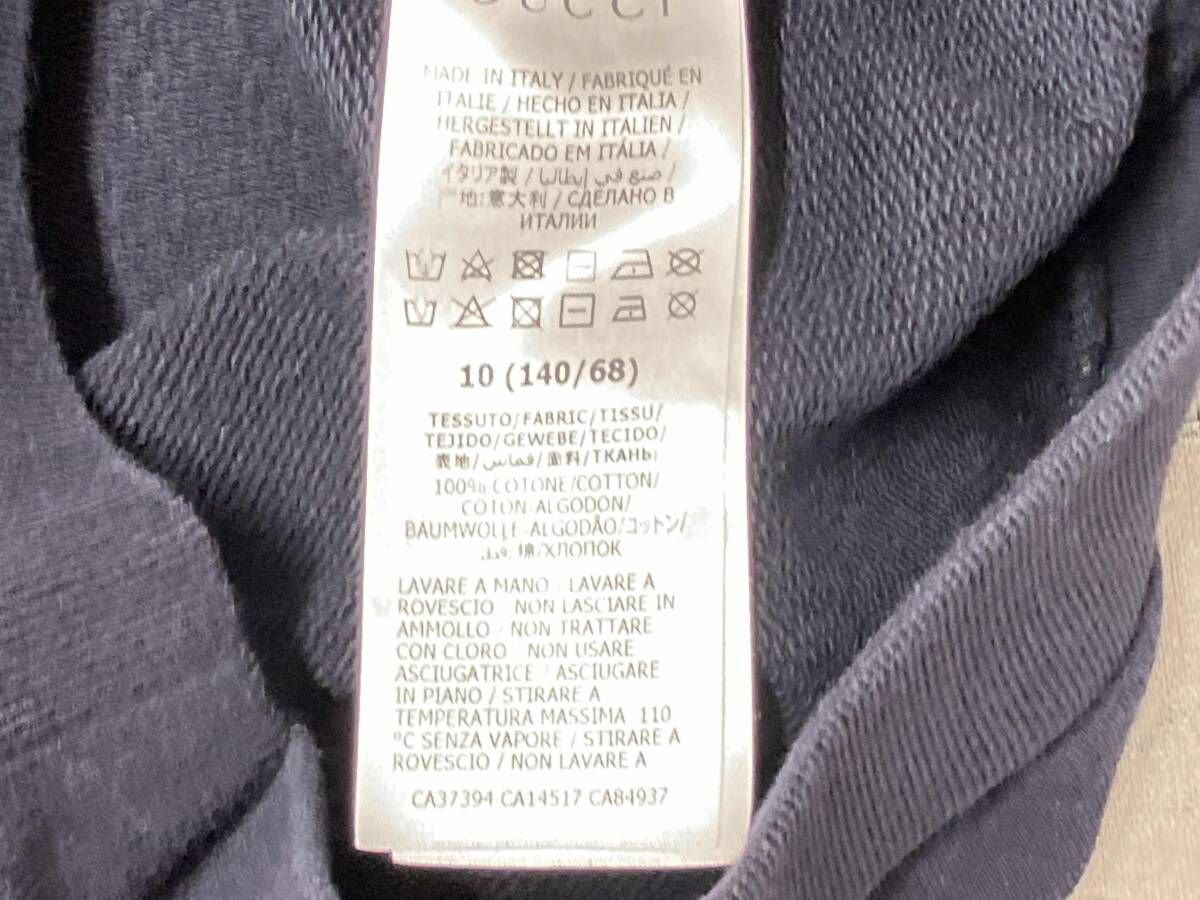 GUCCI
MADE IN ITALY / FABRIQUÉ EN
ITALIE / HECHO EN ITALIA /
HERGESTELLT IN ITALIEN /
FABRICADO EM ITÁLIA /
イタリア製 / صنع في إيطاليا /
地:意大利 / СДЕЛАНО В
ИТАЛИИ
10 (140/68)
TESSUTO/FABRIC/TISSU/
TEJIDO/GEWEBE/TECIDO/
表地/قماش/面料/ТКАНЬ:
100% COTONE/COTTON/
COTON-ALGODON/
BAUMWOLLE-ALGODÃO/コットン/
قطن/棉/ХЛОПОК
LAVARE A MANO / LAVARE A
ROVESCIO NON LASCIARE IN
AMMOLLO / NON TRATTARE
CON CLORO NON USARE
ASCIUGATRICE / ASCIUGARE
IN PIANO / STIRARE A
TEMPERATURA MASSIMA 110
°C SENZA VAPORE / STIRARE A
ROVESCIO / NON LAVARE A
CA37394 CA14517 CA84937